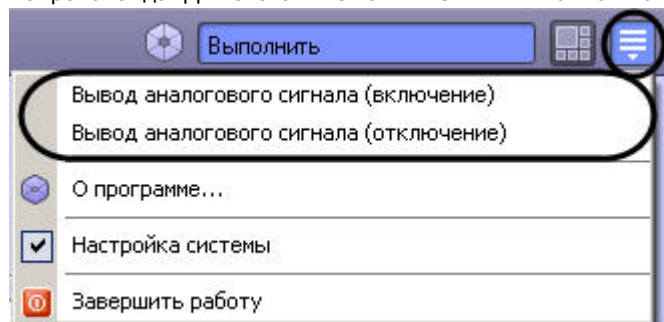 Выполнить
Вывод аналогового сигнала (включение)
Вывод аналогового сигнала (отключение)
О программе...
Настройка системы
Завершить работу